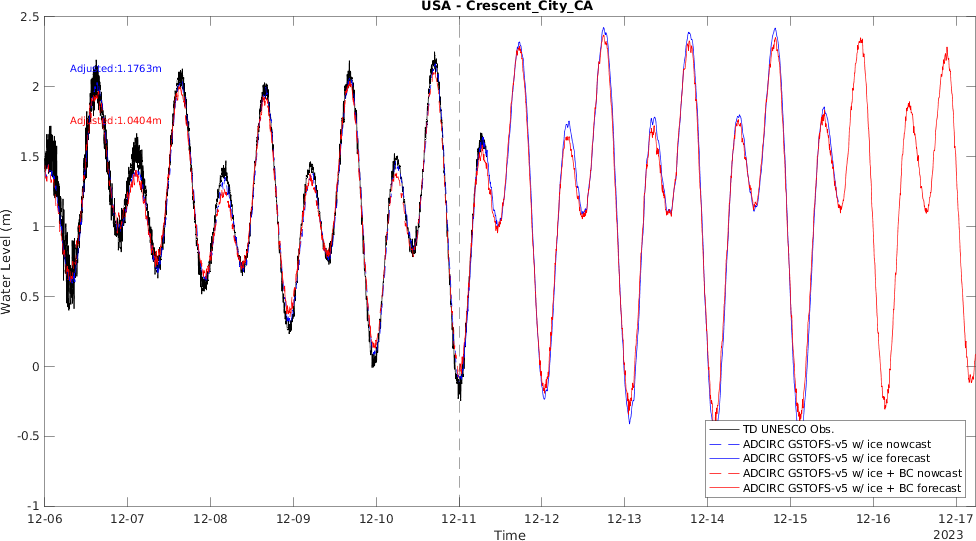 USA - Crescent_City_CA
2.5
2
1.5
1
0.5
0
-0.5
-1
Water Level (m)
Adjusted:1.1763m
Adjusted:1.0404m
TD UNESCO Obs.
ADCIRC GSTOFS-v5 w/ ice nowcast
ADCIRC GSTOFS-v5 w/ ice forecast
ADCIRC GSTOFS-v5 w/ ice + BC nowcast
ADCIRC GSTOFS-v5 w/ ice + BC forecast
12-06 12-07 12-08 12-09 12-10 12-11 12-12 12-13 12-14 12-15 12-16 12-17
Time
2023